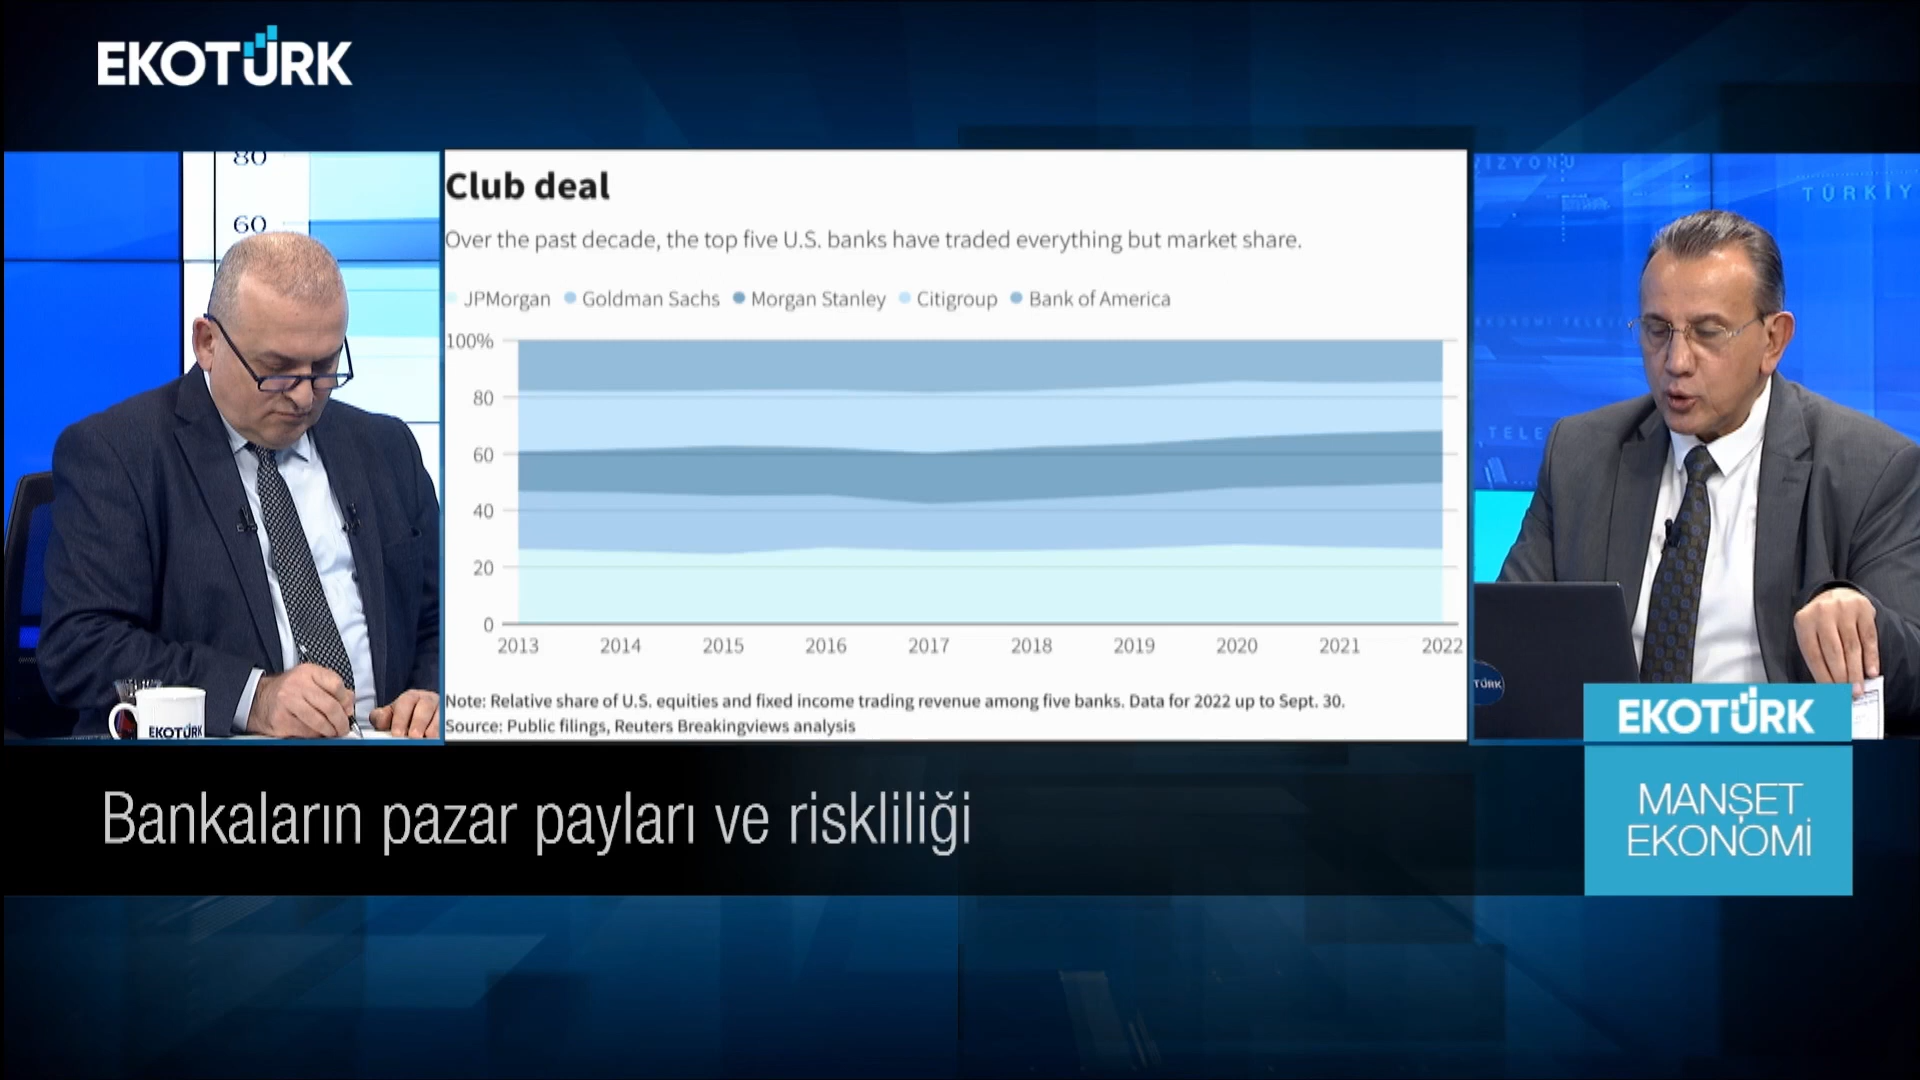 EKOTÜRK
80
60
Club deal
Over the past decade, the top five U.S. banks have traded everything but market share.
JPMorgan Goldman Sachs Morgan Stanley Citigroup Bank of America
100%
80
60
40
20
0
2013 2014 2015 2016 2017 2018 2019 2020 2021 2022
Note: Relative share of U.S. equities and fixed income trading revenue among five banks. Data for 2022 up to Sept. 30.
Source: Public filings, Reuters Breakingviews analysis
TÜRKİY
TELE
TÜRK
EKOTÜRK
EKOTÜRK
Bankaların pazar payları ve riskliliği
MANŞET
EKONOMİ